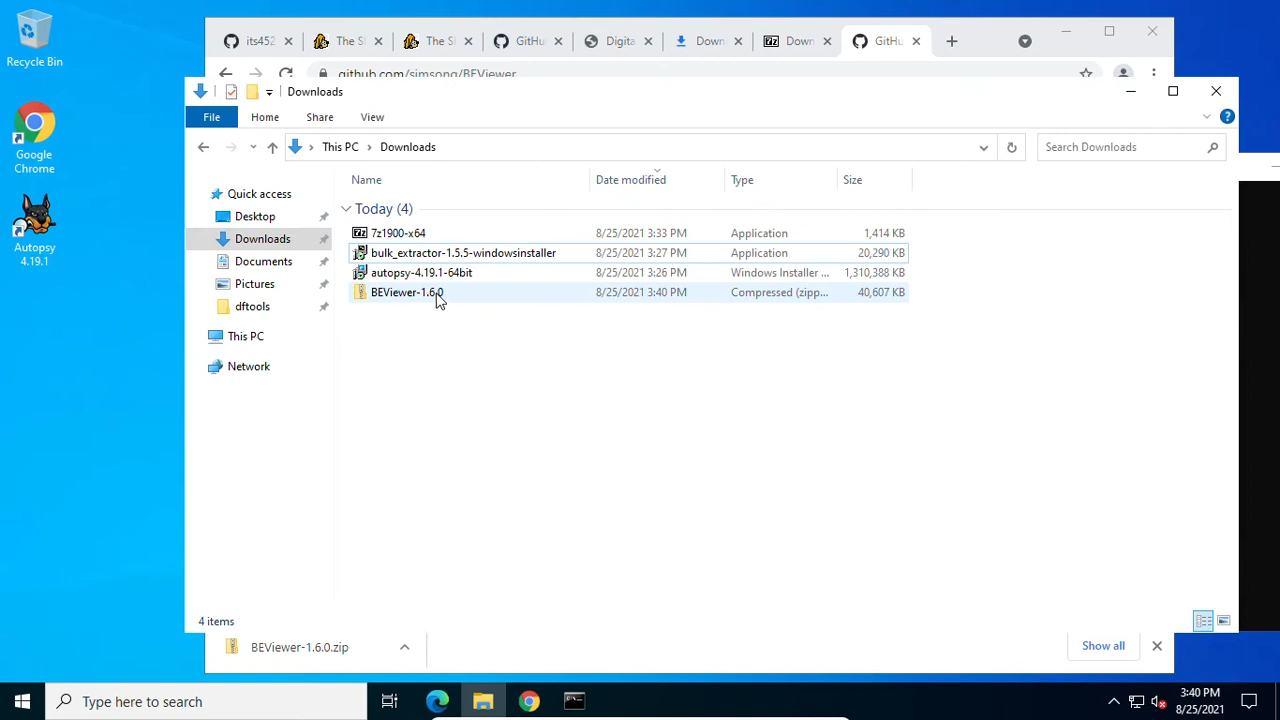 Recycle Bin
Google Chrome
Autopsy 4.19.1
its452
The S
The S
GitHu
Digita
Down
7z Down
GitHu
github.com/simsong/BEViewer
Downloads
File Home Share View
This PC > Downloads
Search Downloads
Name Date modified Type Size
Today (4)
7z1900-x64 8/25/2021 3:33 PM Application 1,414 KB
bulk_extractor-1.5.5-windowsinstaller 8/25/2021 3:27 PM Application 20,290 KB
autopsy-4.19.1-64bit 8/25/2021 3:26 PM Windows Installer ... 1,310,388 KB
BEViewer-1.6.0 8/25/2021 3:40 PM Compressed (zipp... 40,607 KB
Quick access
Desktop
Downloads
Documents
Pictures
dftools
This PC
Network
4 items
BEViewer-1.6.0.zip
Show all
Type here to search
3:40 PM
8/25/2021